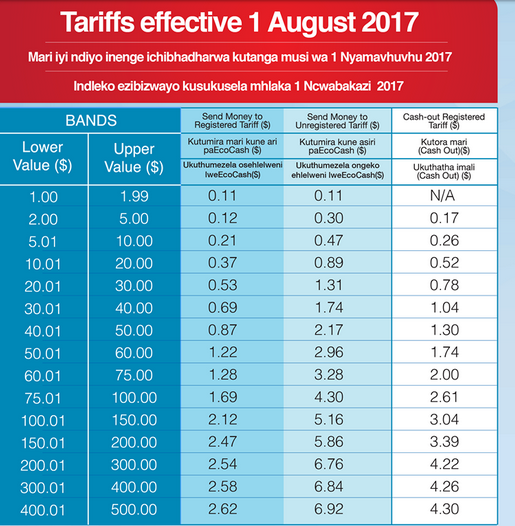 Tariffs effective 1 August 2017
Mari iyi ndiyo inenge ichibhadharwa kutanga musi wa 1 Nyamavhuvhu 2017
Indleko ezibizwayo kusukusela mhlaka 1 Ncwabakazi 2017
BANDS
Send Money to Registered Tariff ($)
Send Money to Unregistered Tariff ($)
Cash-out Registered Tariff ($)
Lower Value ($)
Upper Value ($)
Kutumira mari kune ari paEcoCash ($)
Kutumira kune asiri paEcoCash ($)
Kutora mari (Cash Out)($)
Ukuthumezela osehlelweni lweEcoCash($)
Ukuthumezela ongeko ehlelweni lweEcoCash($)
Ukuthatha imali (Cash Out) ($)
1.00 1.99 0.11 0.11 N/A
2.00 5.00 0.12 0.30 0.17
5.01 10.00 0.21 0.47 0.26
10.01 20.00 0.37 0.89 0.52
20.01 30.00 0.53 1.31 0.78
30.01 40.00 0.69 1.74 1.04
40.01 50.00 0.87 2.17 1.30
50.01 60.00 1.22 2.96 1.74
60.01 75.00 1.28 3.28 2.00
75.01 100.00 1.69 4.30 2.61
100.01 150.00 2.12 5.16 3.04
150.01 200.00 2.47 5.86 3.39
200.01 300.00 2.54 6.76 4.22
300.01 400.00 2.58 6.84 4.26
400.01 500.00 2.62 6.92 4.30